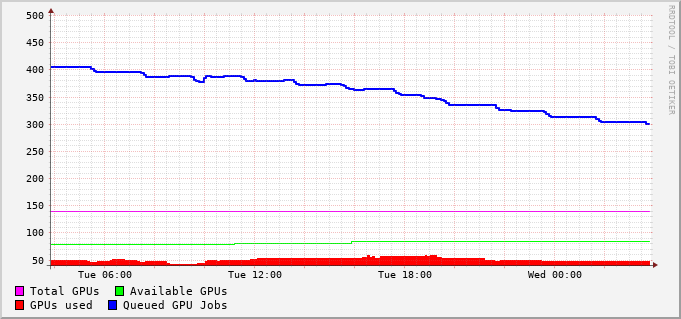 500
450
400
350
300
250
200
150
100
50
Tue 06:00 Tue 12:00 Tue 18:00 Wed 00:00
Total GPUs Available GPUs
GPUs used Queued GPU Jobs
RRDTOOL / TOBI OETIKER